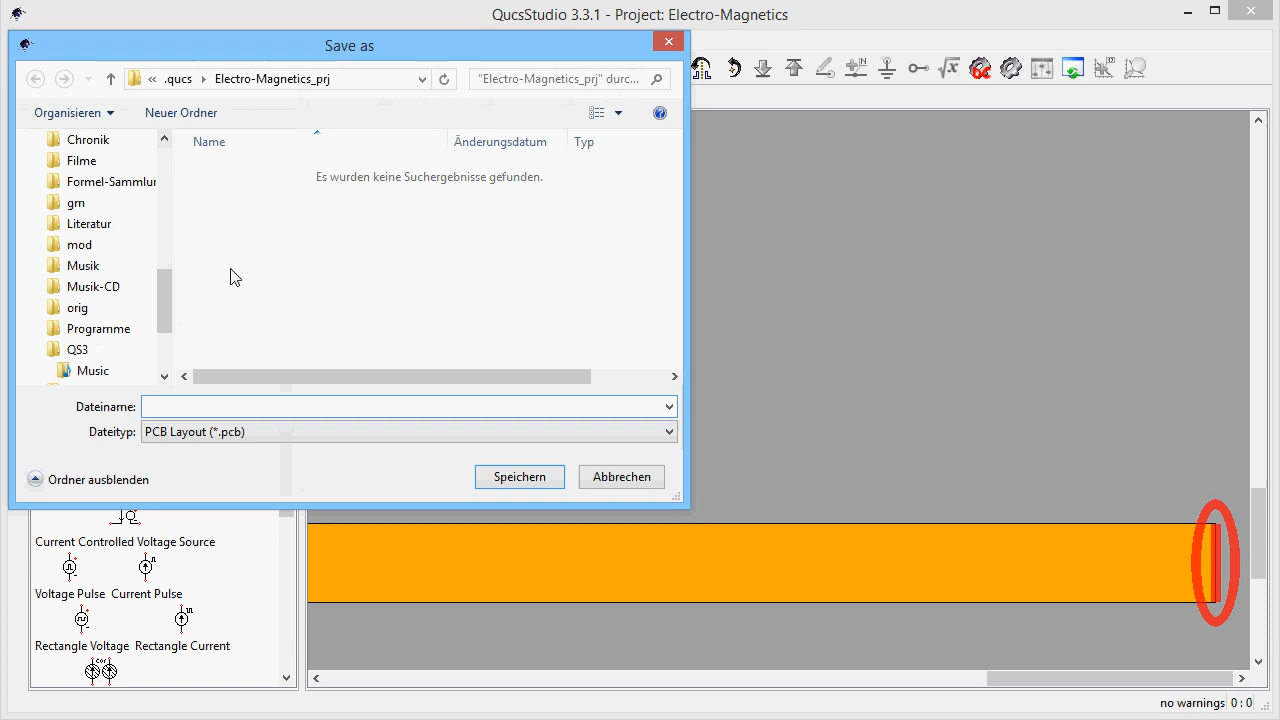 QucsStudio 3.3.1 - Project: Electro-Magnetics
Save as
« .qucs Electro-Magnetics_prj
"Electro-Magnetics_prj" durc...
Organisieren
Neuer Ordner
Chronik
Filme
Formel-Sammlur
grn
Literatur
mod
Musik
Musik-CD
orig
Programme
QS3
Music
Name
Änderungsdatum
Typ
Es wurden keine Suchergebnisse gefunden.
Dateiname:
Dateityp: PCB Layout (*.pcb)
Ordner ausblenden
Speichern
Abbrechen
Current Controlled Voltage Source
Voltage Pulse Current Pulse
Rectangle Voltage Rectangle Current
no warnings 0 : 0